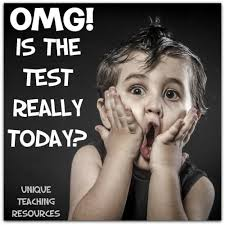 OMG!
IS THE
TEST
REALLY
TODAY?
UNIQUE
TEACHING
RESOURCES